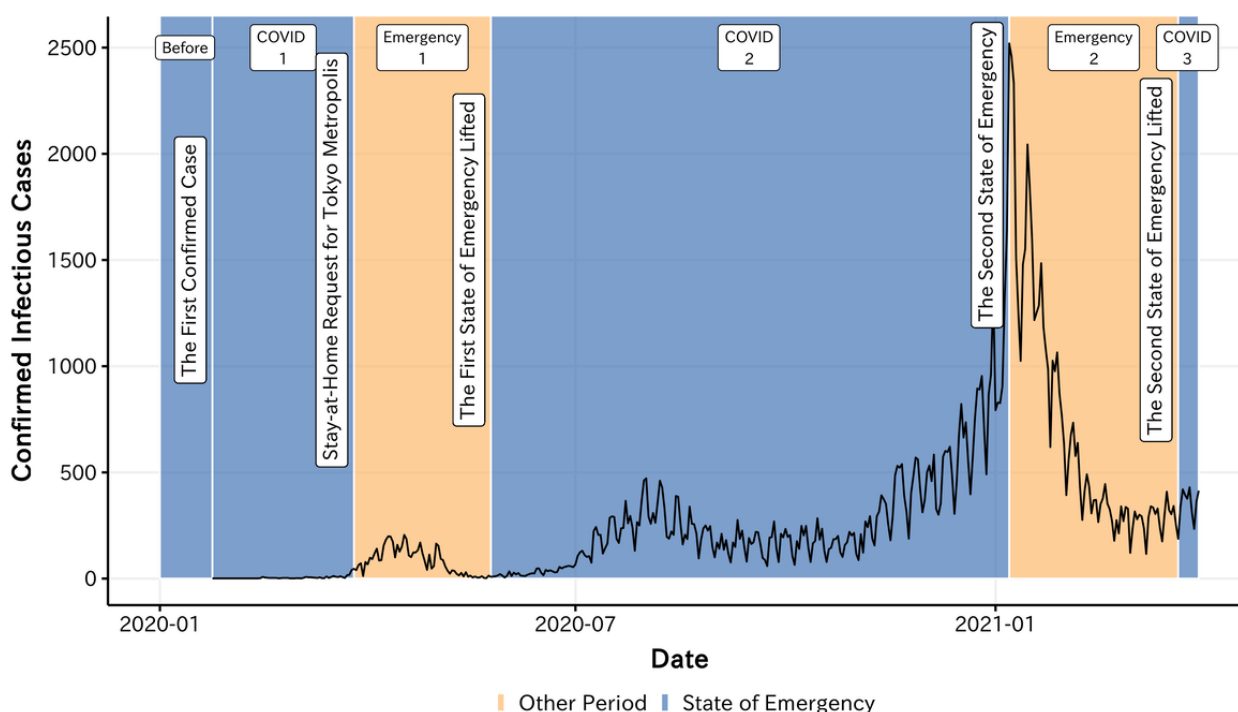 Confirmed Infectious Cases
2500
2000
1500
1000
500
0
Before
COVID
1
Emergency
1
COVID
2
Emergency
2
COVID
3
The First Confirmed Case
Stay-at-Home Request for Tokyo Metropolis
The First State of Emergency Lifted
The Second State of Emergency
The Second State of Emergency Lifted
2020-01
2020-07
2021-01
Date
Other Period
State of Emergency